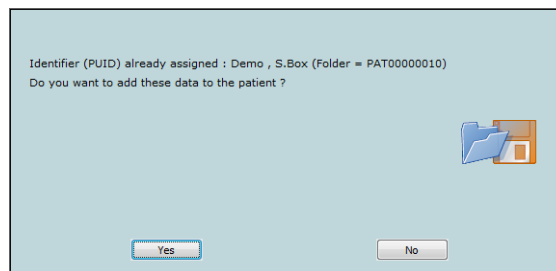 Identifier (PUID) already assigned : Demo , S.Box (Folder = PAT00000010)
Do you want to add these data to the patient ?
Yes
No